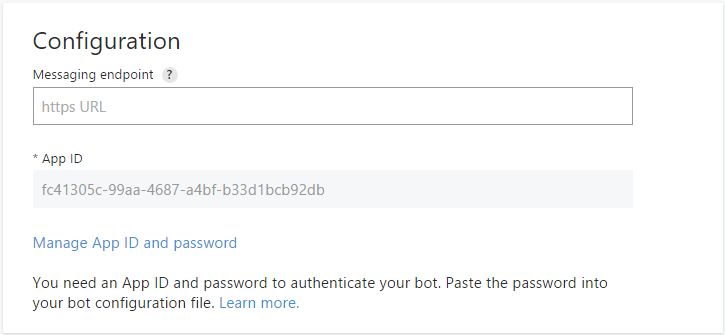 Configuration
Messaging endpoint ?
https URL
* App ID
fc41305c-99aa-4687-a4bf-b33d1bcb92db
Manage App ID and password
You need an App ID and password to authenticate your bot. Paste the password into
your bot configuration file. Learn more.